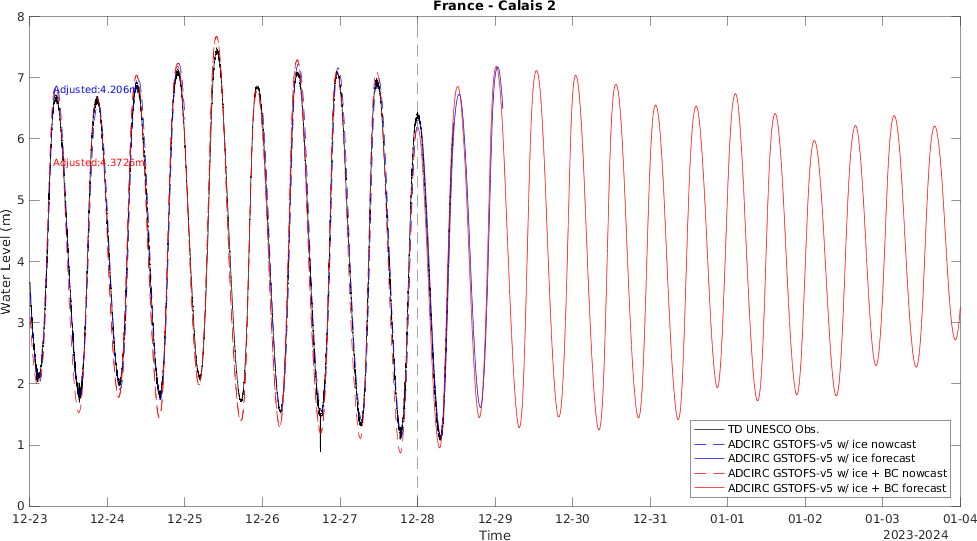 France - Calais 2
8
7
6
5
4
3
2
1
0
Water Level (m)
Adjusted:4.206m
Adjusted:4.3725m
TD UNESCO Obs.
ADCIRC GSTOFS-v5 w/ ice nowcast
ADCIRC GSTOFS-v5 w/ ice forecast
ADCIRC GSTOFS-v5 w/ ice + BC nowcast
ADCIRC GSTOFS-v5 w/ ice + BC forecast
12-23 12-24 12-25 12-26 12-27 12-28 12-29 12-30 12-31 01-01 01-02 01-03 01-04
Time
2023-2024